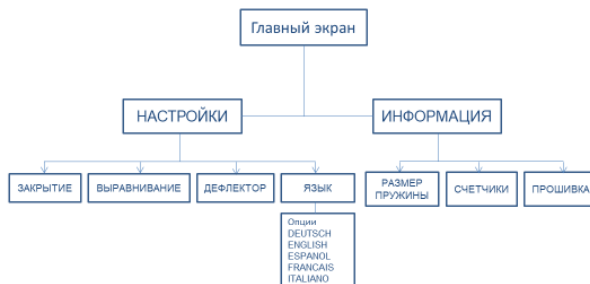 Главный экран
НАСТРОЙКИ
ИНФОРМАЦИЯ
ЗАКРЫТИЕ
ВЫРАВНИВАНИЕ
ДЕФЛЕКТОР
ЯЗЫК
РАЗМЕР
ПРУЖИНЫ
СЧЕТЧИКИ
ПРОШИВКА
Опции
DEUTSCH
ENGLISH
ESPANOL
FRANCAIS
ITALIANO